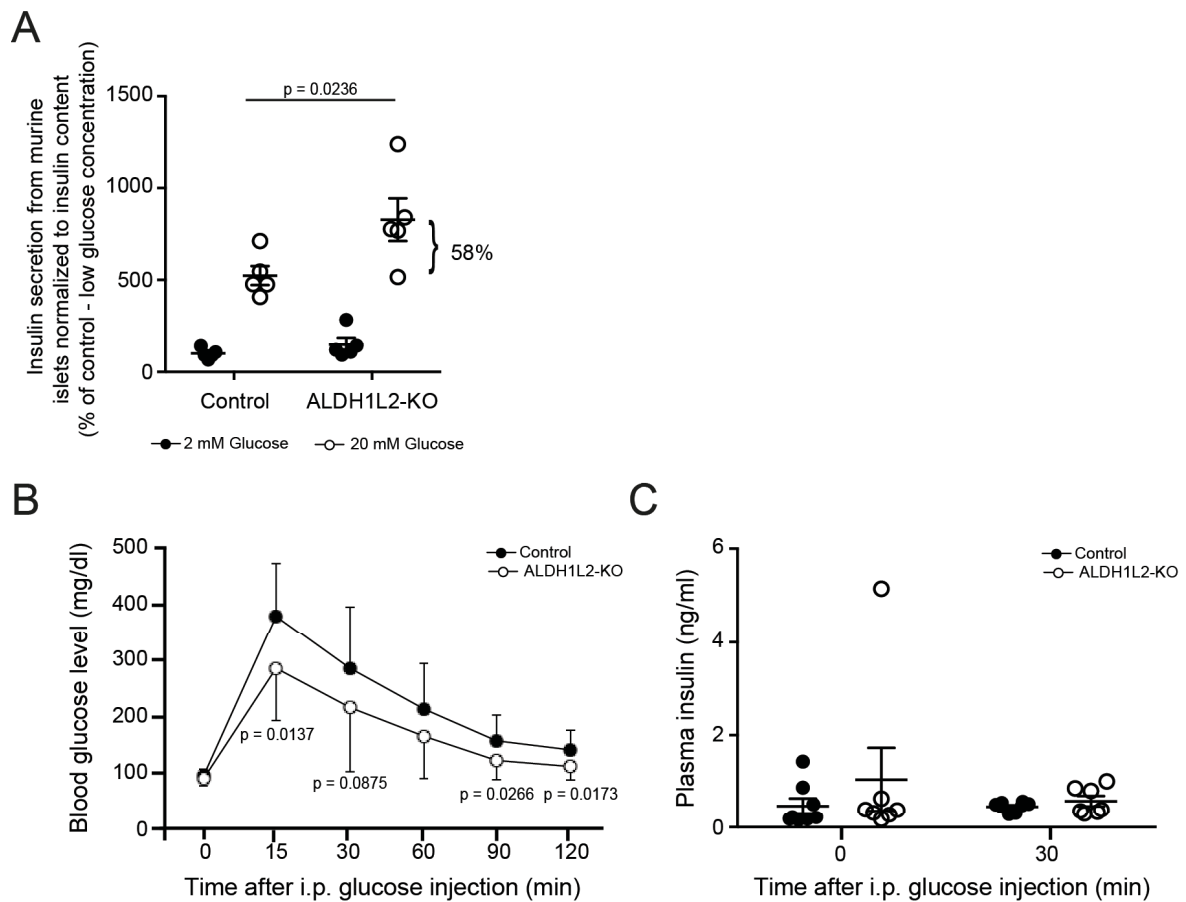 A
Insulin secretion from murine
islets normalized to insulin content
(% of control - low glucose concentration)
1500
1000
500
0
p = 0.0236
58%
Control
ALDH1L2-KO
2 mM Glucose
20 mM Glucose
B
Blood glucose level (mg/dl)
500
400
300
200
100
0
Control
ALDH1L2-KO
p = 0.0137
p = 0.0875
p = 0.0266
p = 0.0173
0 15 30 60 90 120
Time after i.p. glucose injection (min)
C
Plasma insulin (ng/ml)
6
4
2
0
Control
ALDH1L2-KO
0 30
Time after i.p. glucose injection (min)